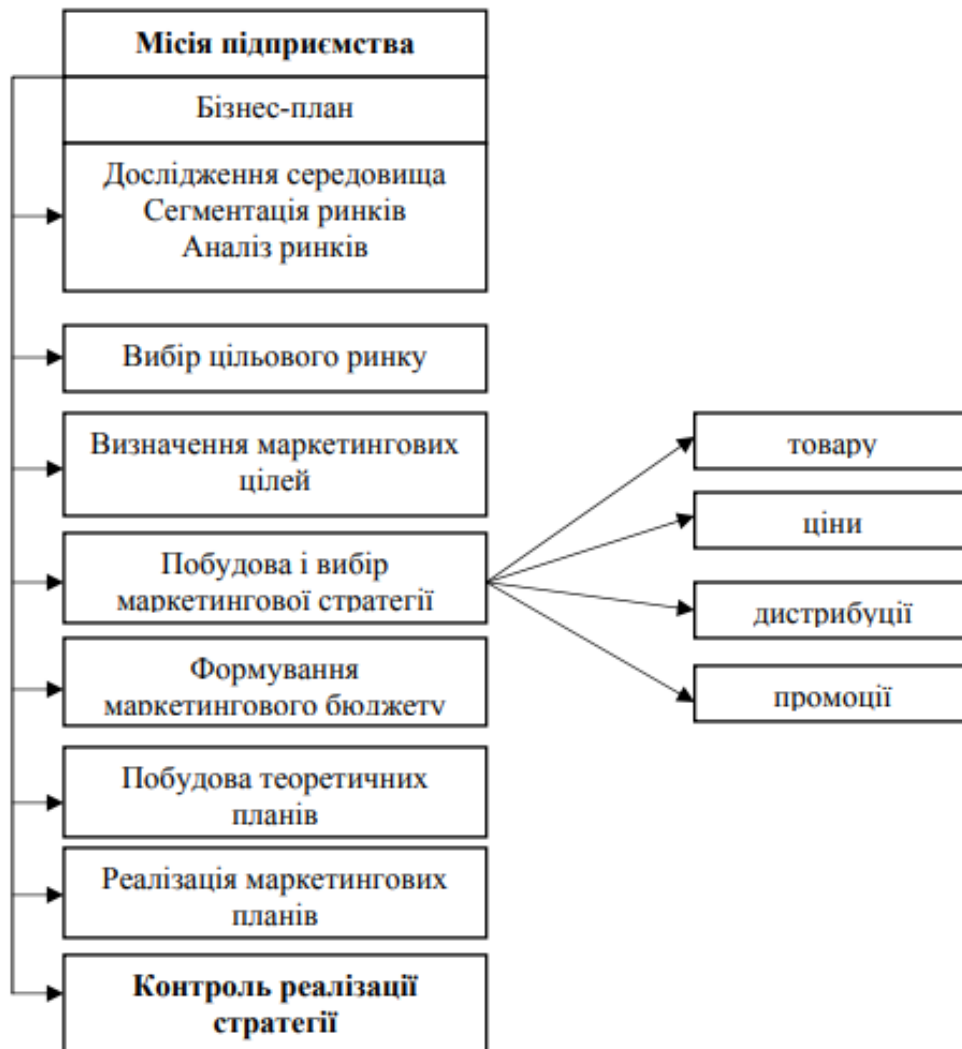 Місія підприємства
Бізнес-план
Дослідження середовища
Сегментація ринків
Аналіз ринків
Вибір цільового ринку
Визначення маркетингових
цілей
Побудова і вибір
маркетингової стратегії
Формування
маркетингового бюджету
Побудова теоретичних
планів
Реалізація маркетингових
планів
Контроль реалізації
стратегії
товару
ціни
дистрибуції
промоції